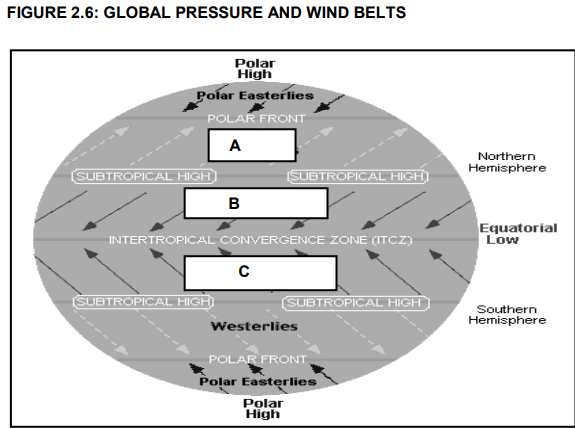 FIGURE 2.6: GLOBAL PRESSURE AND WIND BELTS
Polar
High
Polar Easterlies
POLAR FRONT
A
Northern
Hemisphere
SUBTROPICAL HIGH SUBTROPICAL HIGH
B
Equatorial
Low
INTERTROPICAL CONVERGENCE ZONE (ITCZ)
C
SUBTROPICAL HIGH SUBTROPICAL HIGH
Southern
Hemisphere
Westerlies
POLAR FRONT
Polar Easterlies
Polar
High